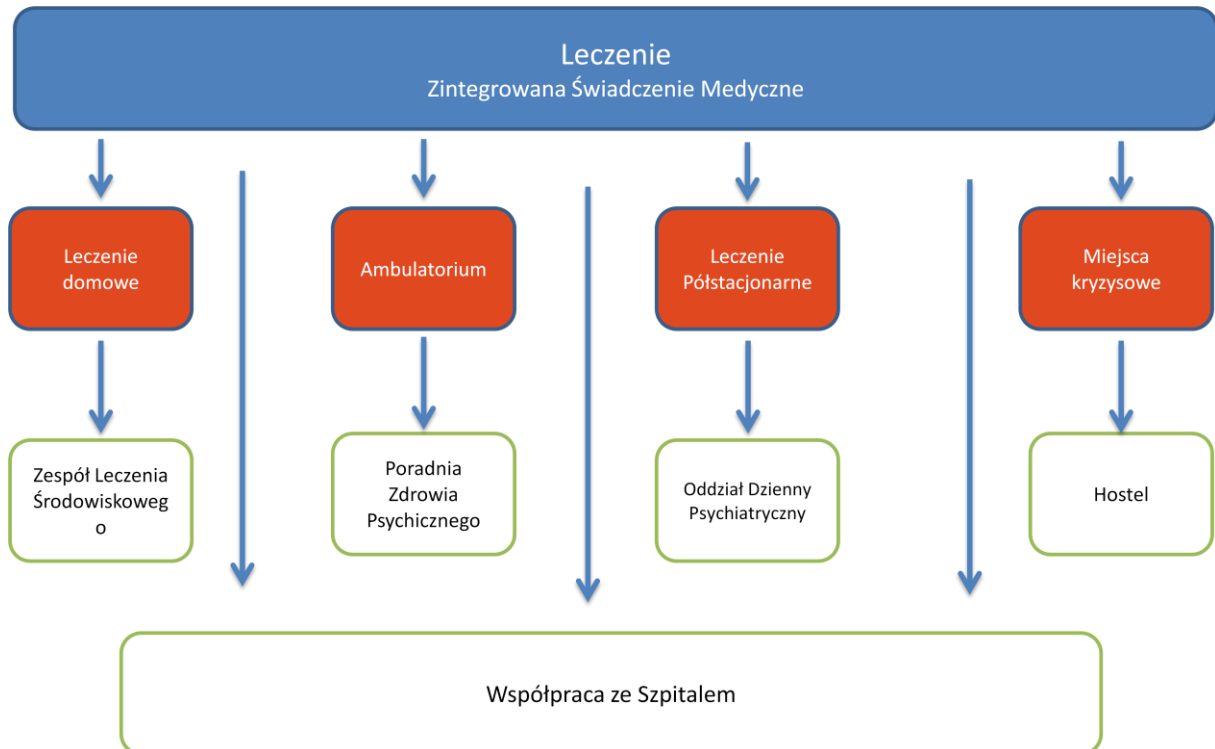 Leczenie
Zintegrowana Świadczenie Medyczne
Leczenie
domowe
Ambulatorium
Leczenie
Półstacjonarne
Miejsca
kryzysowe
Zespół Leczenia
Środowiskoweg
o
Poradnia
Zdrowia
Psychicznego
Oddział Dzienny
Psychiatryczny
Hostel
Współpraca ze Szpitalem